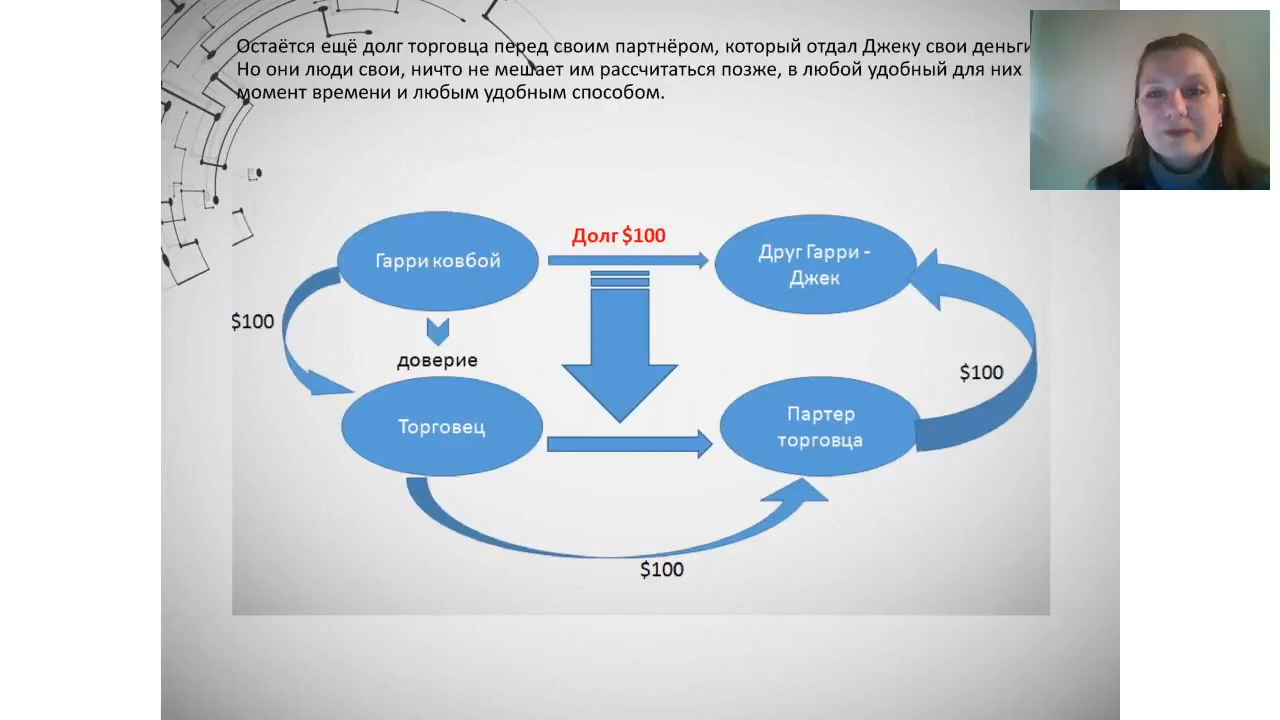 Остаётся ещё долг торговца перед своим партнёром, который отдал Джеку свои деньги
Но они люди свои, ничто не мешает им рассчитаться позже, в любой удобный для них
момент времени и любым удобным способом.
Долг $100
Гарри ковбой
Друг Гарри -
Джек
$100
доверие
$100
Торговец
Партер
торговца
$100